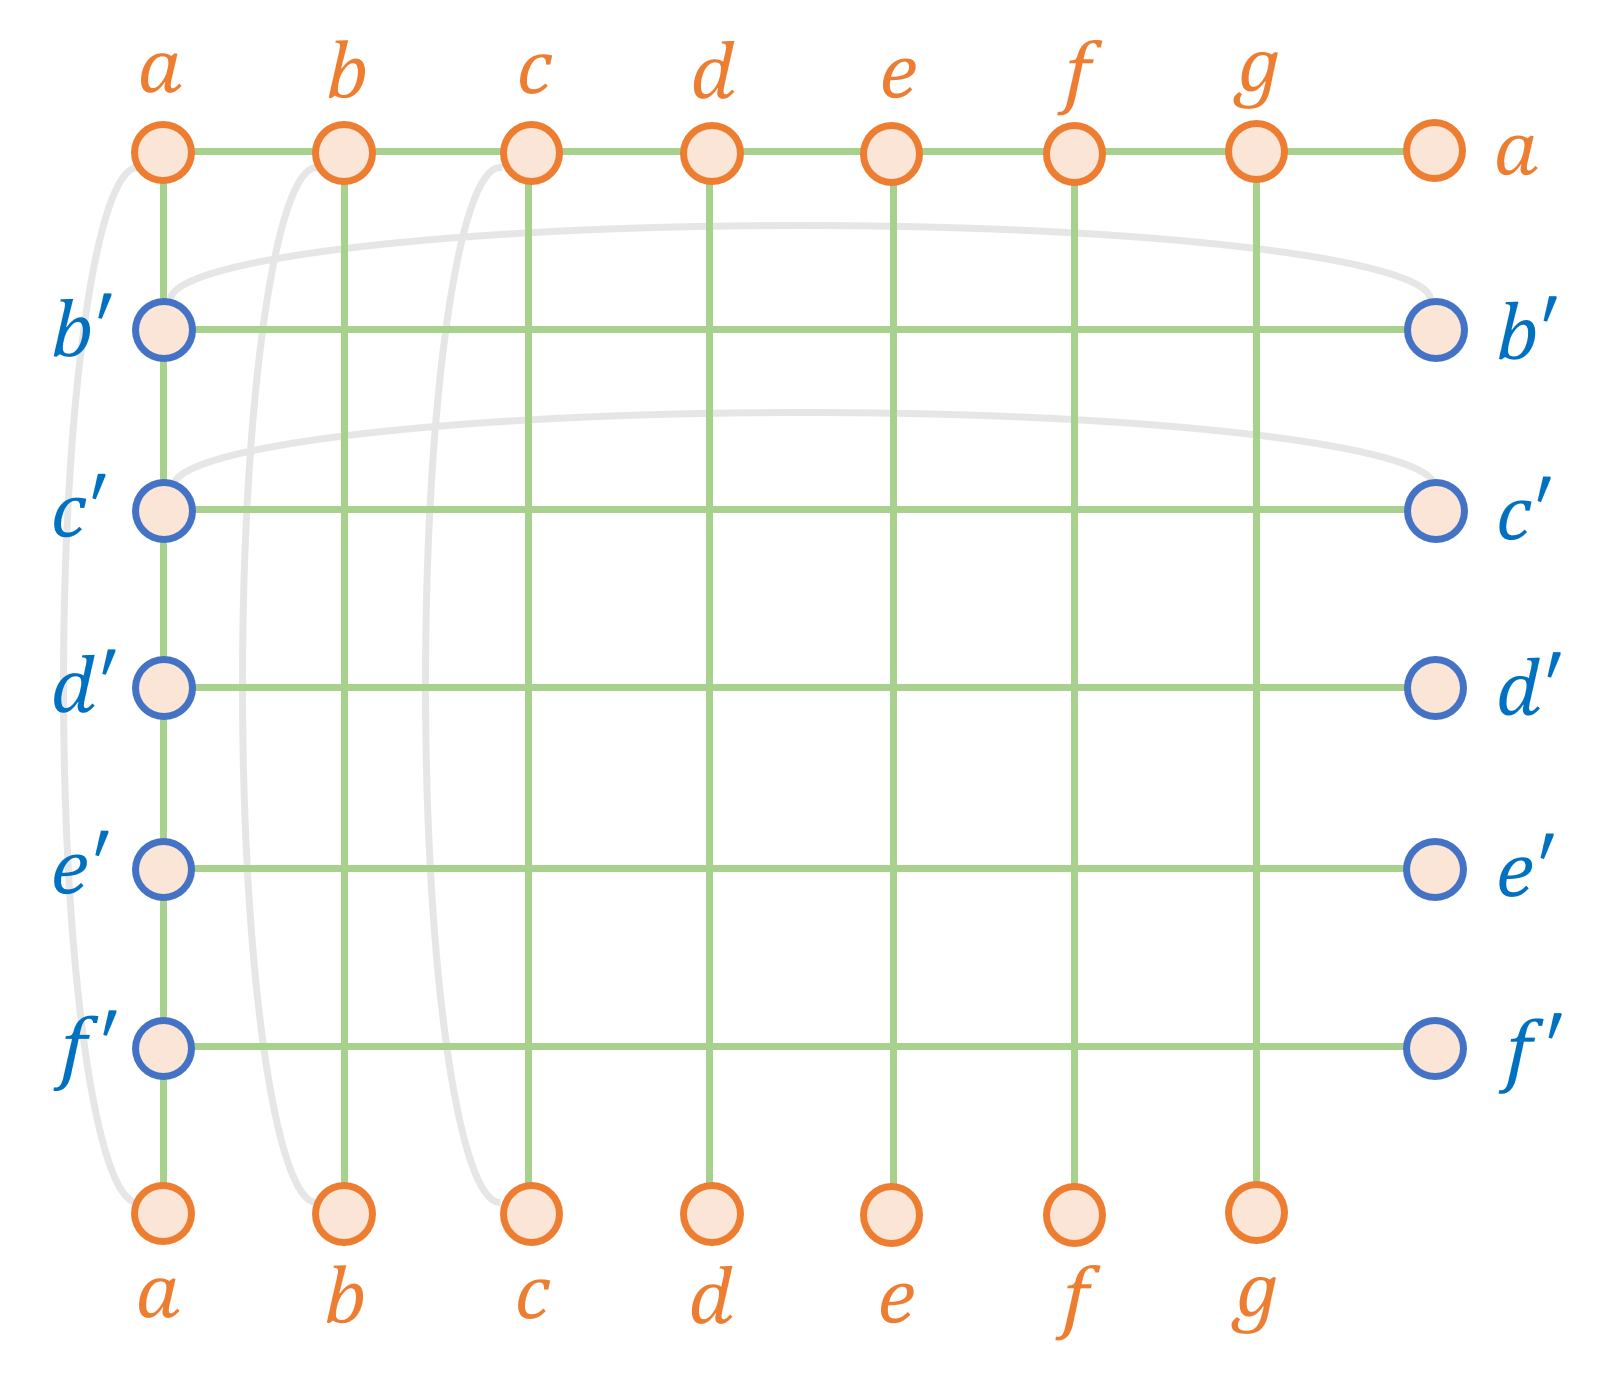 a b c d e f g
a
b′ b′
c′ c′
d′ d′
e′ e′
f′ f′
a b c d e f g